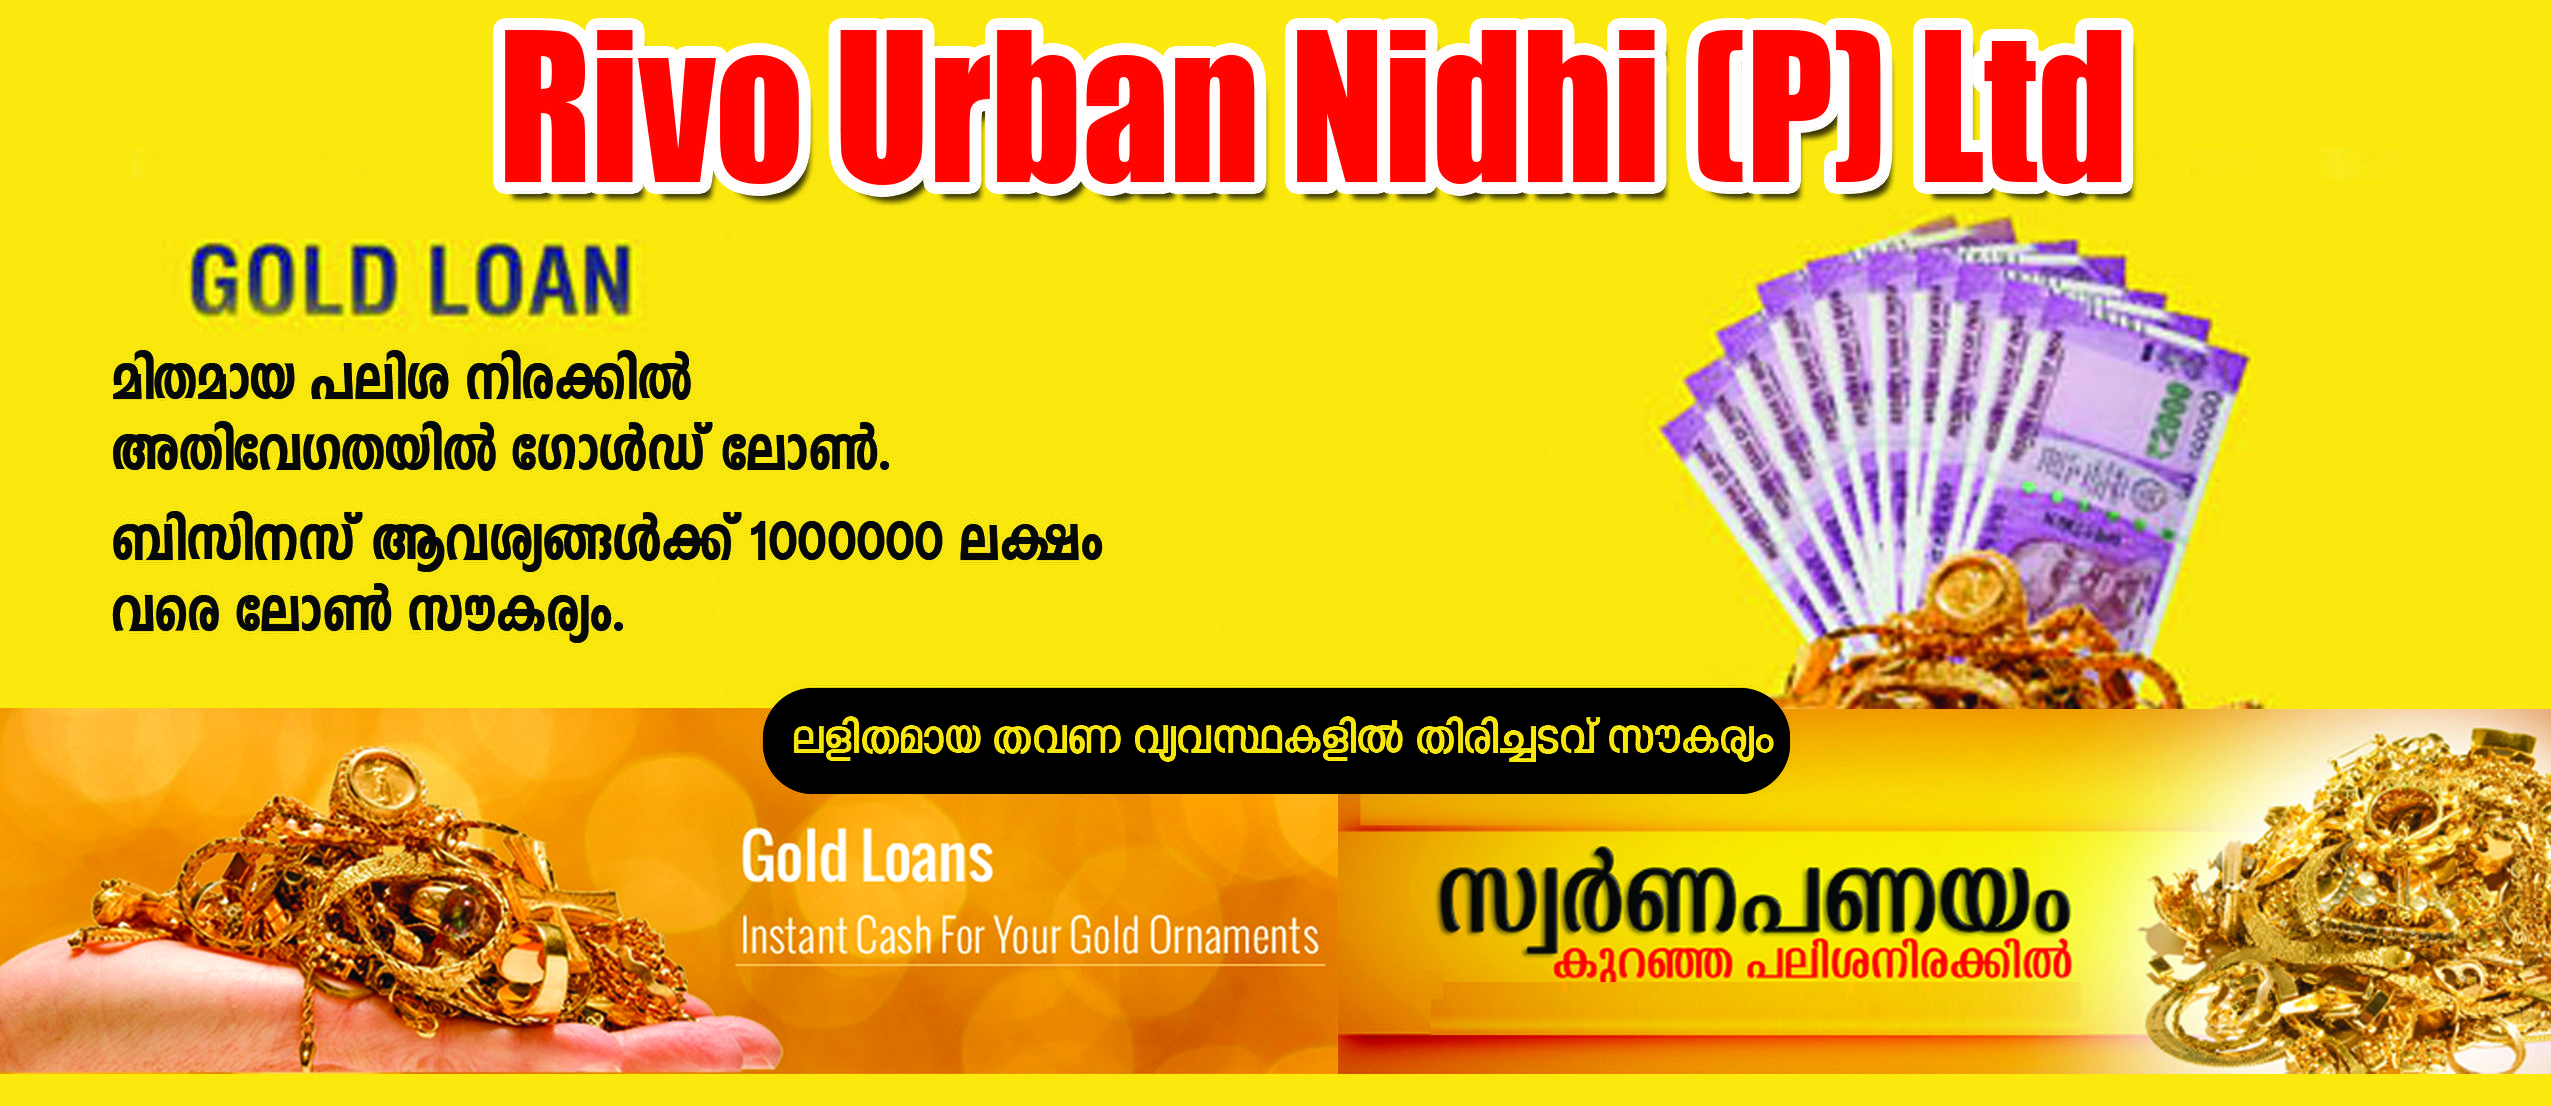 Rivo Urban Nidhi (P) Ltd
GOLD LOAN
മിതമായ പലിശ നിരക്കിൽ
അതിവേഗതയിൽ ഗോൾഡ് ലോൺ.
ബിസിനസ് ആവശ്യങ്ങൾക്ക് 1000000 ലക്ഷം
വരെ ലോൺ സൗകര്യം.
₹2000
ലളിതമായ തവണ വ്യവസ്ഥകളിൽ തിരിച്ചടവ് സൗകര്യം
Gold Loans
Instant Cash For Your Gold Ornaments
സ്വർണപണയം
കുറഞ്ഞ പലിശനിരക്കിൽ